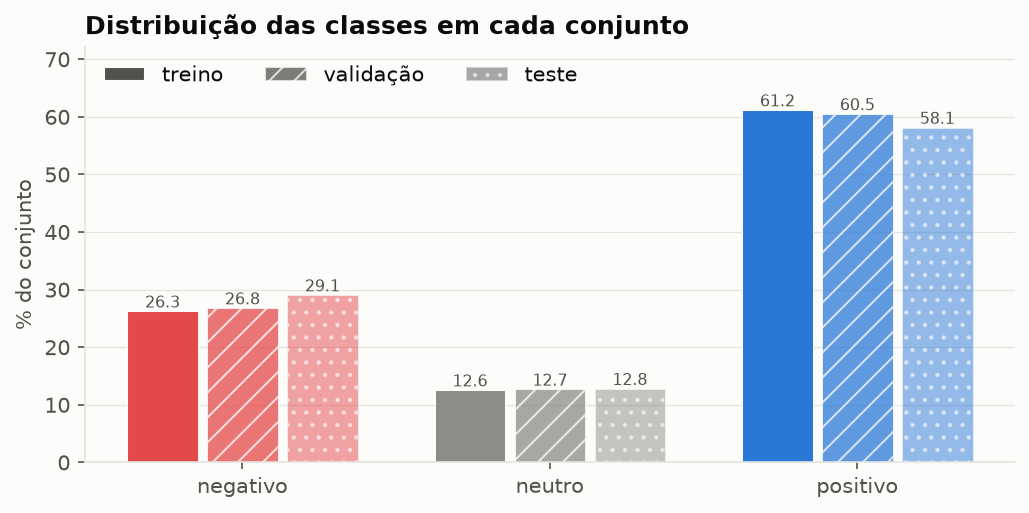 Distribuição das classes em cada conjunto
treino validação teste
% do conjunto
70
60
50
40
30
20
10
0
26.3 26.8 29.1
12.6 12.7 12.8
61.2 60.5 58.1
negativo neutro positivo